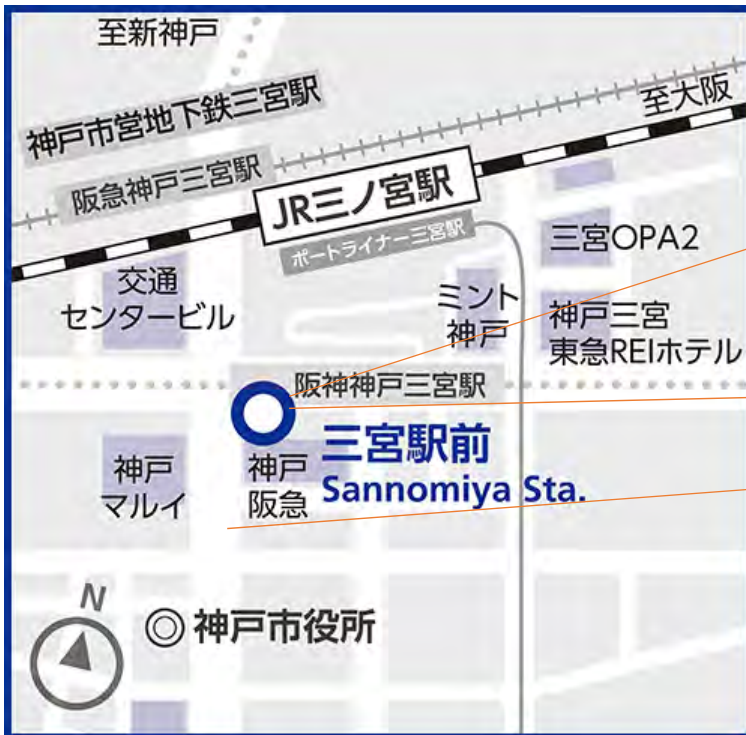 至新神戸
神戸市営地下鉄三宮駅
阪急神戸三宮駅
至大阪
JR三ノ宮駅
ポートライナー三宮駅
三宮OPA2
交通
センタービル
ミント
神戸
神戸三宮
東急REIホテル
阪神神戸三宮駅
三宮駅前
Sannomiya Sta.
神戸
マルイ
神戸
阪急
N
神戸市役所